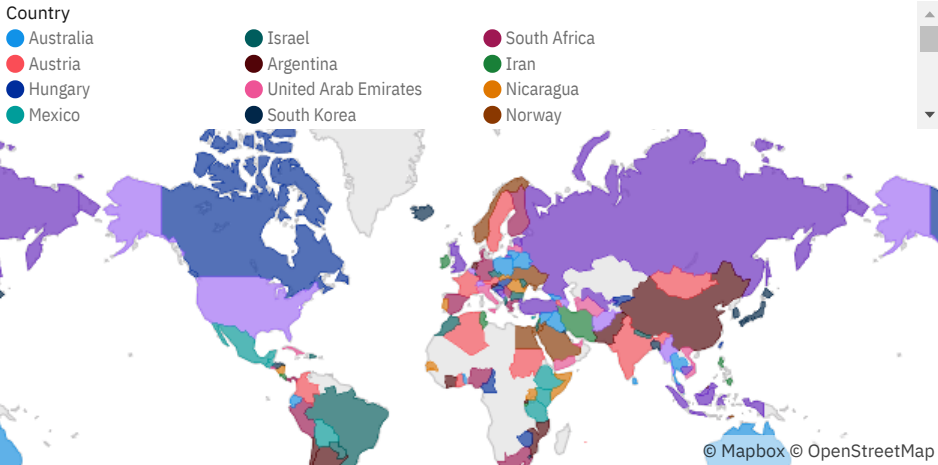 Country
Australia
Austria
Hungary
Mexico
Israel
Argentina
United Arab Emirates
South Korea
South Africa
Iran
Nicaragua
Norway
© Mapbox © OpenStreetMap